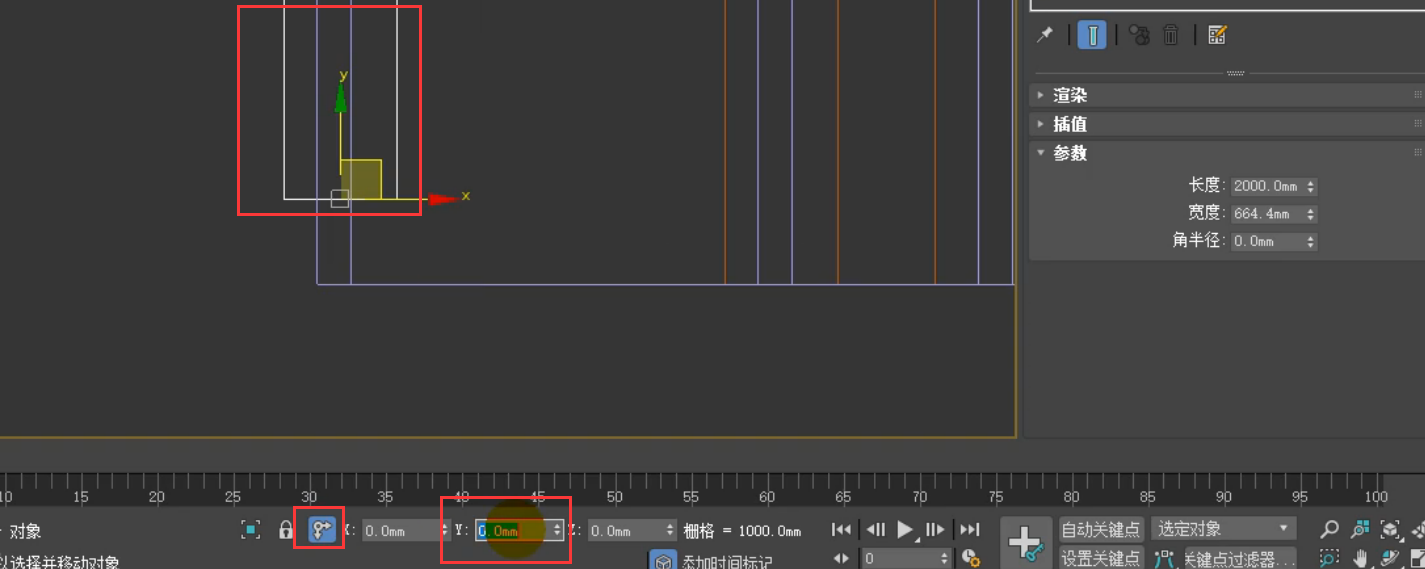 y
x
渲染
插值
参数
长度: 2000.0mm
宽度: 664.4mm
角半径: 0.0mm
10 15 20 25 30 35 40 45 50 55 60 65 70 75 80 85 90 95 100
对象
X: 0.0mm Y: 0.0mm Z: 0.0mm 栅格 = 1000.0mm
自动关键点 选定对象
以选择并移动对象
添加时间标记
0
设置关键点 关键点过滤器...